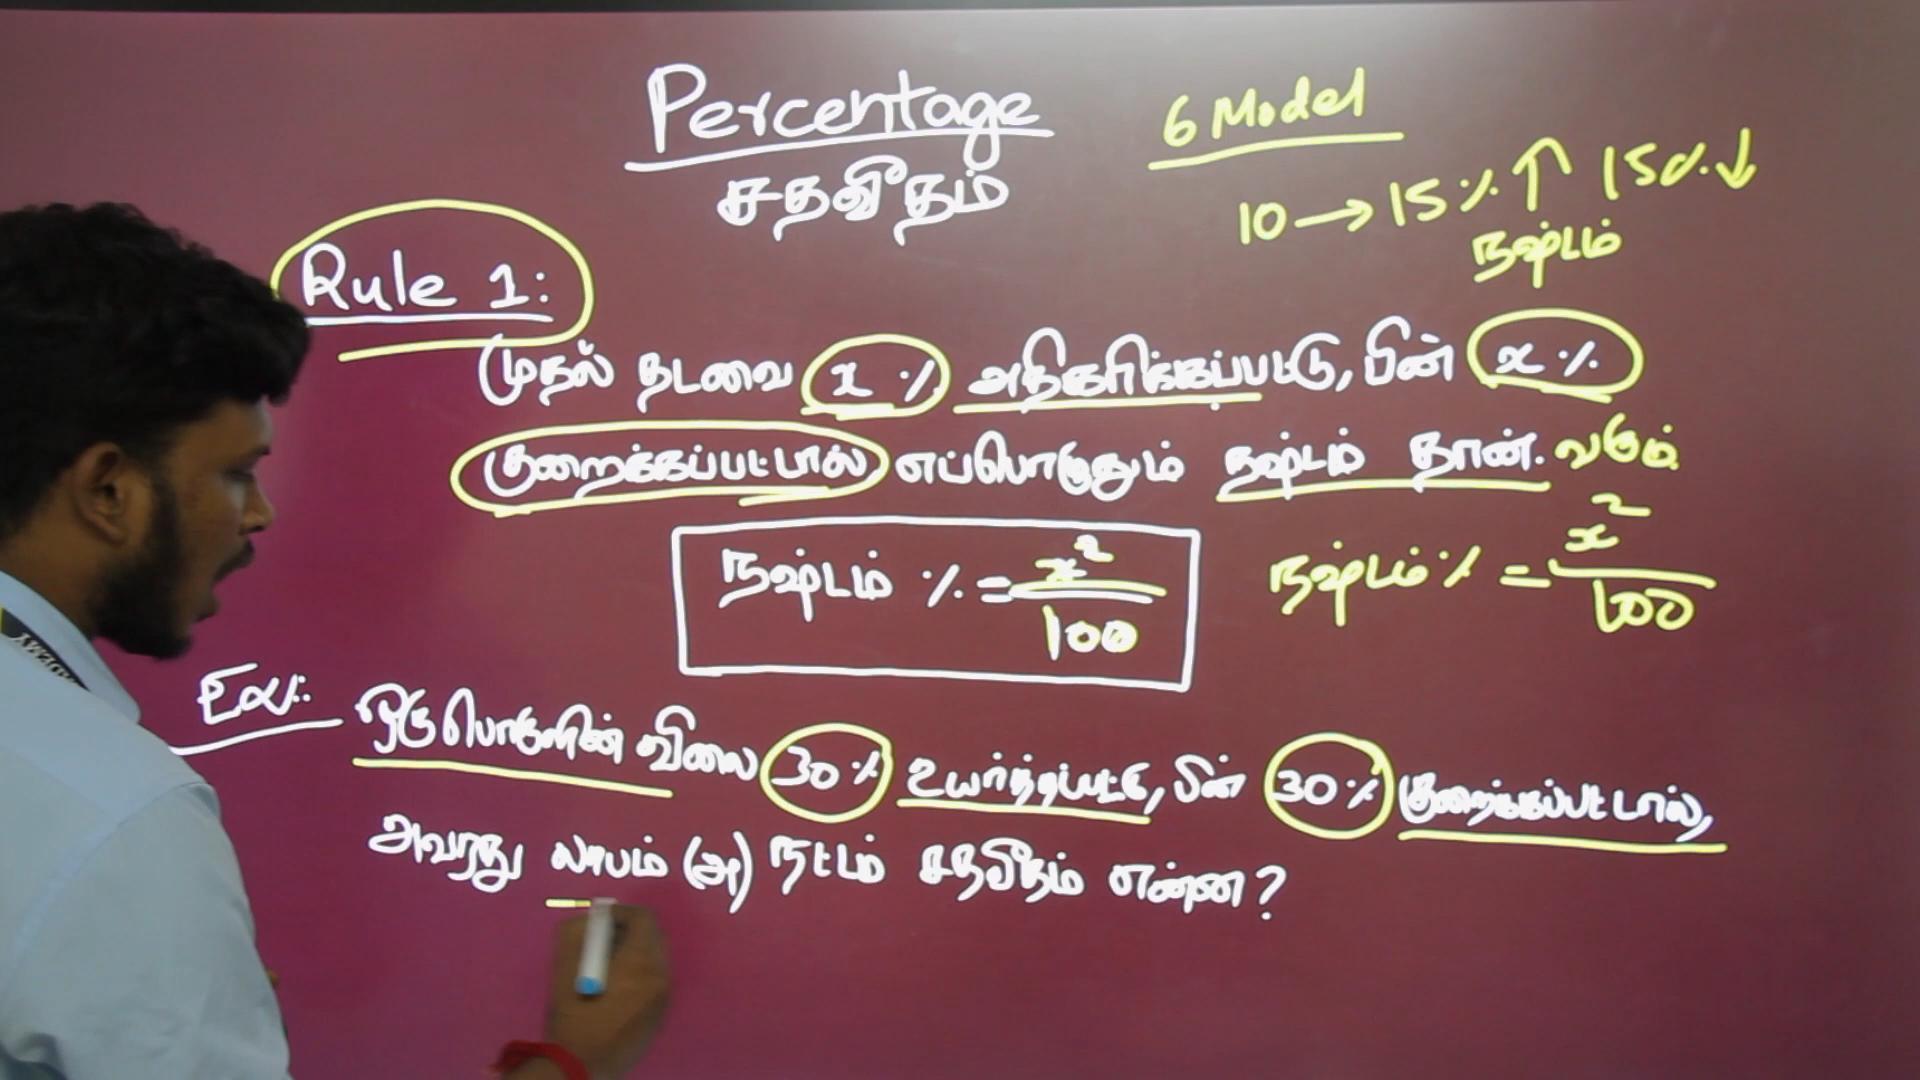 Percentage
சதவீதம்
6 Model
10 → 15% ↑ 15% ↓
நஷ்டம்
Rule 1:
முதல் தடவை x % அதிகரிக்கப்பட்டு, பின் x %
குறைக்கப்பட்டால் எப்பொழுதும் நஷ்டம் தான். வரும்.
நஷ்டம் % = x² / 100
நஷ்டம் % = x² / 100
Ex:
ஒரு பொருளின் விலை 30% உயர்த்தப்பட்டு, பின் 30% குறைக்கப்பட்டால்,
அவரது லாபம் (அ) நட்டம் சதவீதம் என்ன?